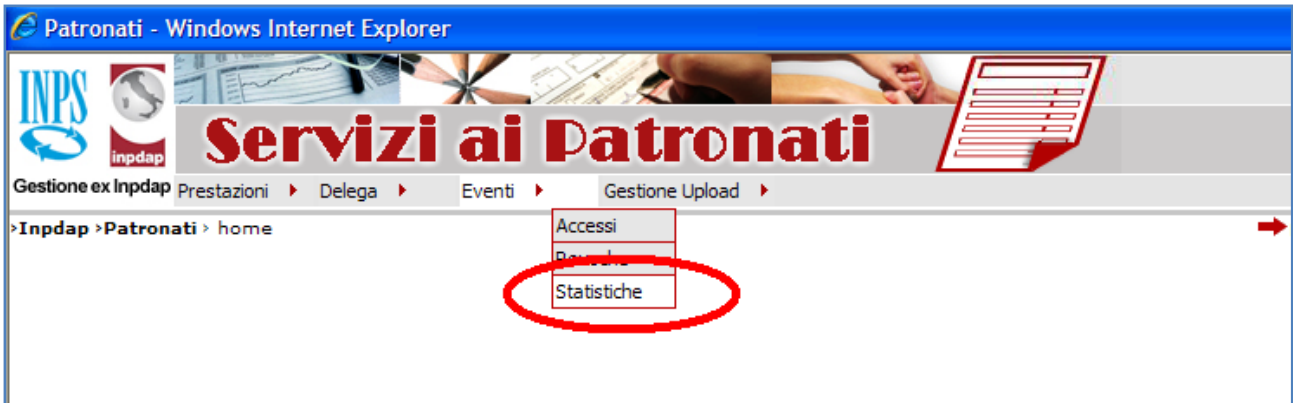 Patronati - Windows Internet Explorer
INPS
inpdap
Servizi ai Patronati
Gestione ex Inpdap
Prestazioni Delega Eventi Gestione Upload
>Inpdap >Patronati > home
Accessi
Revoche
Statistiche